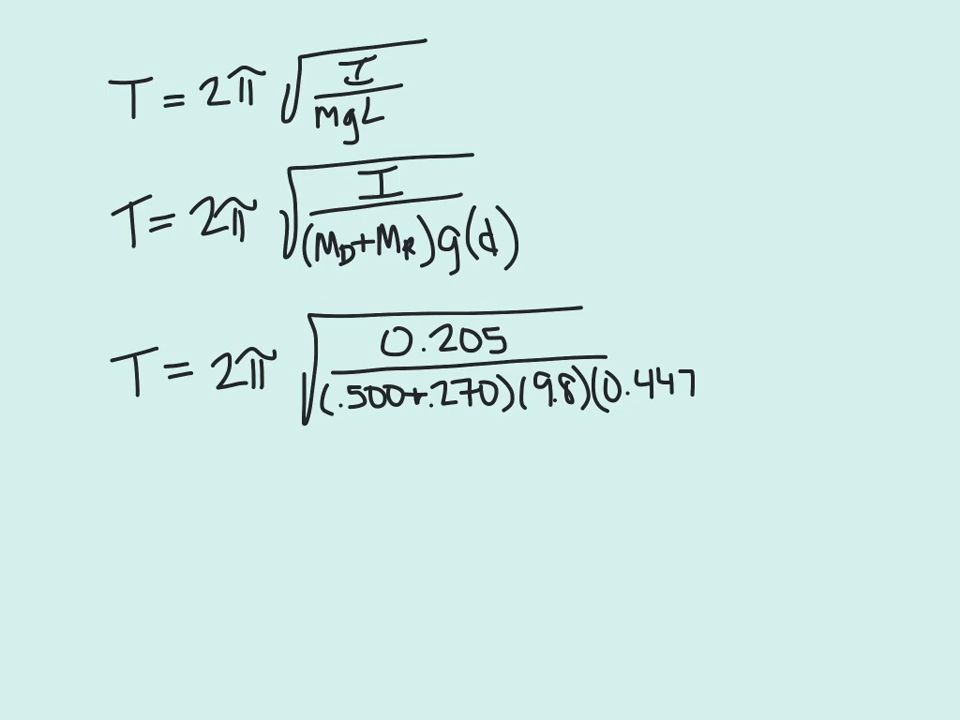 T = 2π √(I / MgL)
T = 2π √(I / (M_D + M_R)g(d))
T = 2π √(0.205 / (.500+.270)(9.8)(0.447)